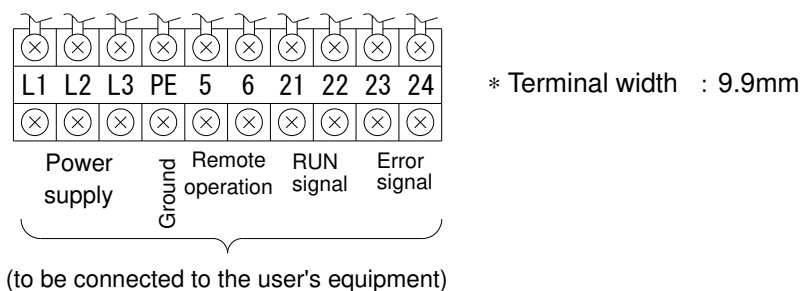 L1 L2 L3 PE 5 6 21 22 23 24
* Terminal width : 9.9mm
Power supply
Ground
Remote operation
RUN signal
Error signal
(to be connected to the user's equipment)